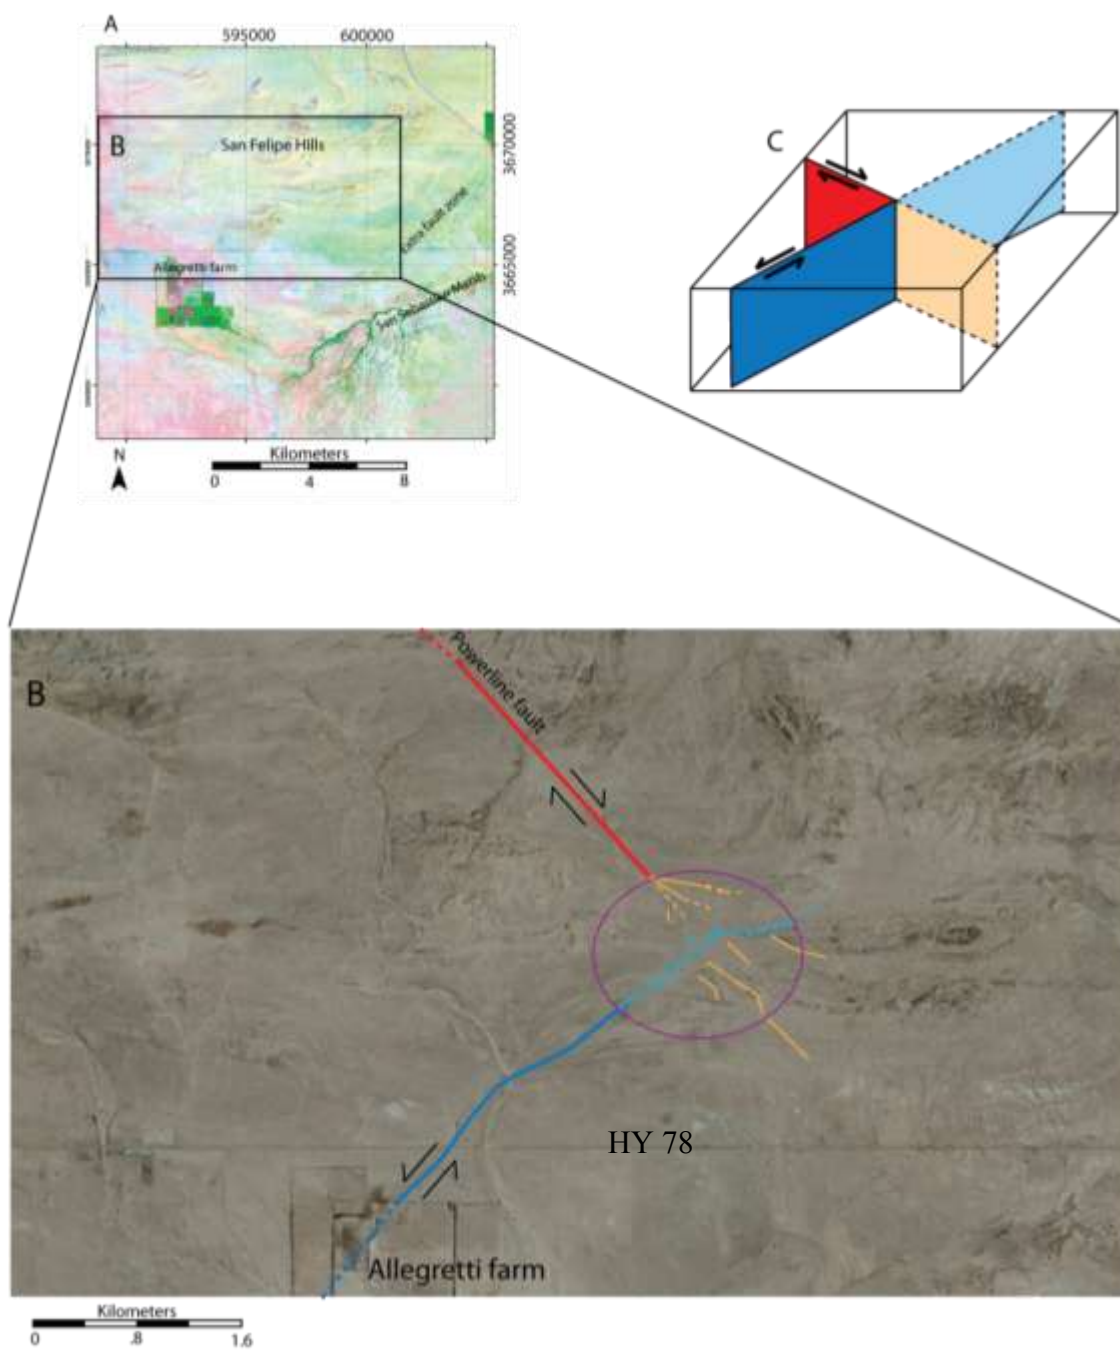 A
595000
600000
B
San Felipe Hills
3670000
Extra fault zone
Allegretti farm
3665000
San Sebastian Marsh
N
Kilometers
0
4
8
C
B
Powerline fault
HY 78
Allegretti farm
Kilometers
0
.8
1.6